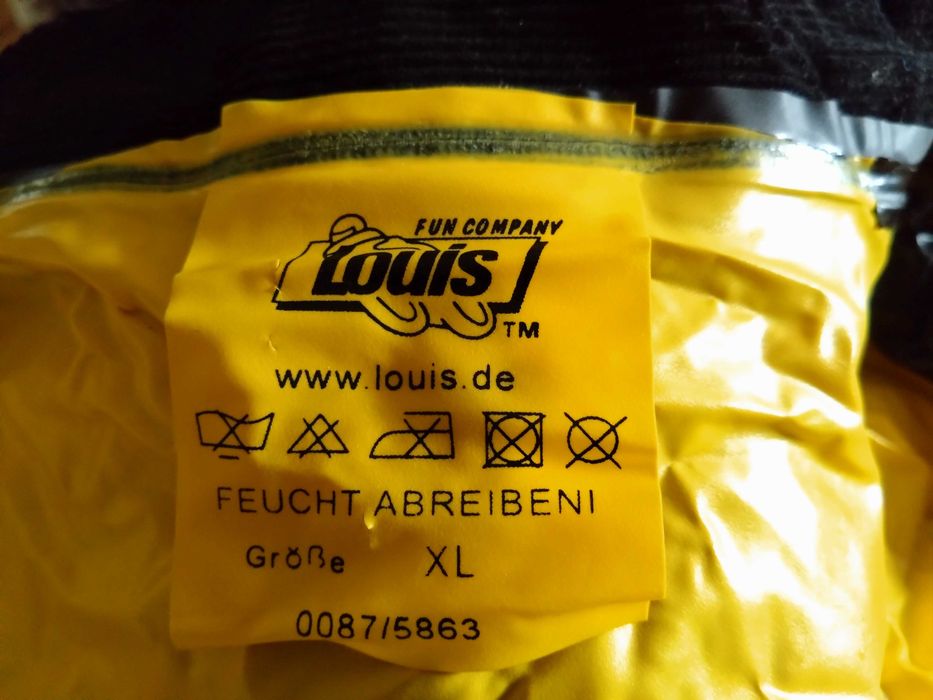 FUN COMPANY
Louis
TM
www.louis.de
FEUCHT ABREIBENI
Größe XL
0087/5863